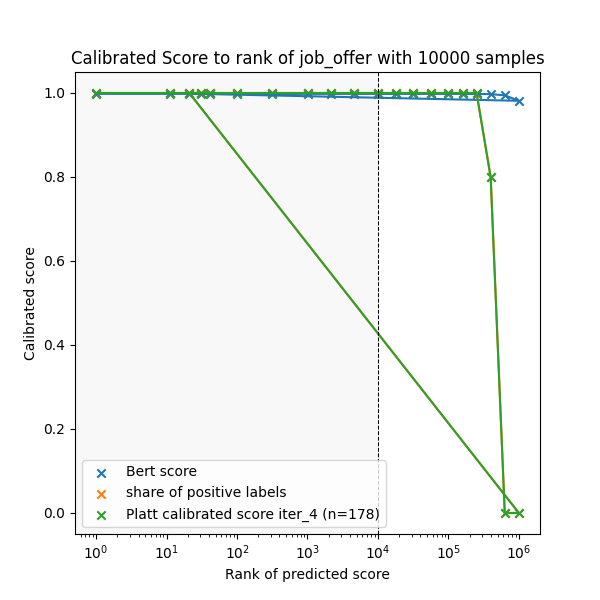 Calibrated Score to rank of job_offer with 10000 samples
1.0
0.8
0.6
0.4
0.2
0.0
Calibrated score
Bert score
share of positive labels
Platt calibrated score iter_4 (n=178)
10⁰ 10¹ 10² 10³ 10⁴ 10⁵ 10⁶
Rank of predicted score